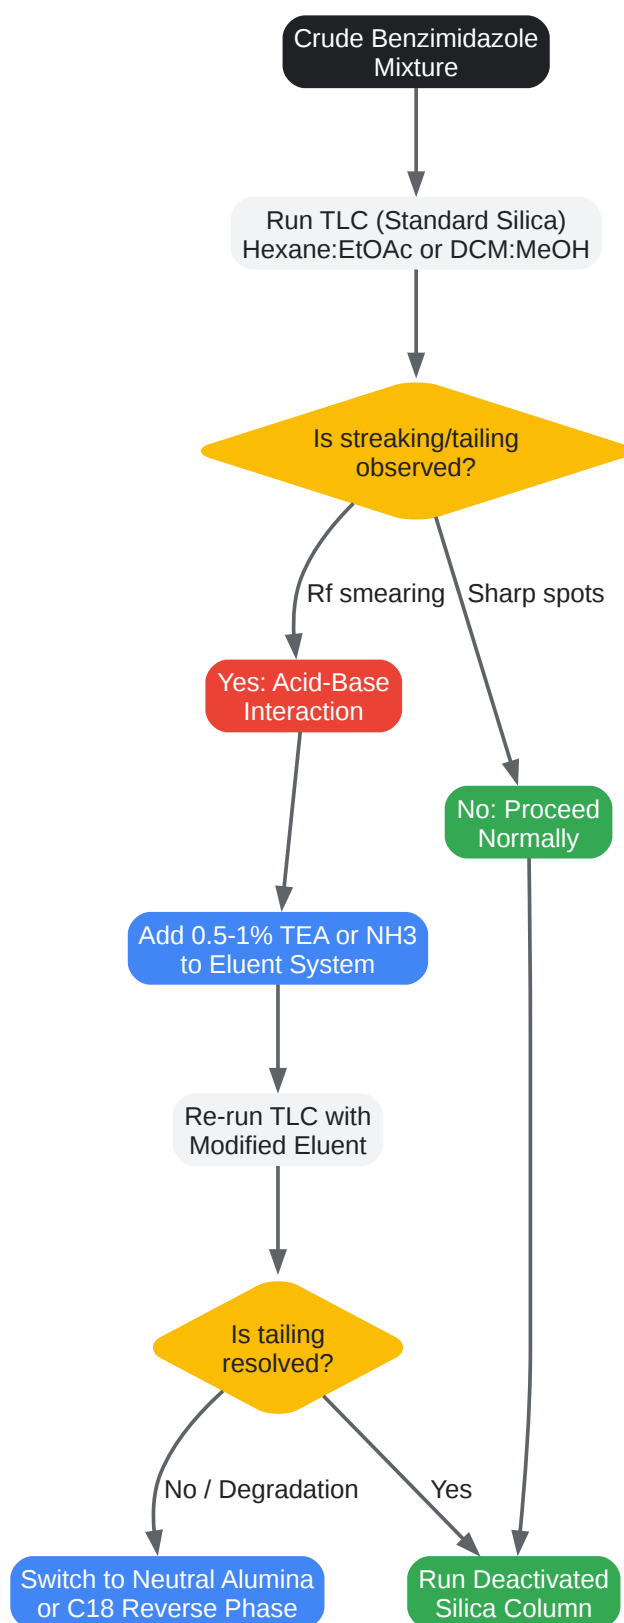 Crude Benzimidazole
Mixture
Run TLC (Standard Silica)
Hexane:EtOAc or DCM:MeOH
Is streaking/tailing
observed?
Rf smearing
Sharp spots
Yes: Acid-Base
Interaction
No: Proceed
Normally
Add 0.5-1% TEA or NH3
to Eluent System
Re-run TLC with
Modified Eluent
Is tailing
resolved?
No / Degradation
Yes
Switch to Neutral Alumina
or C18 Reverse Phase
Run Deactivated
Silica Column